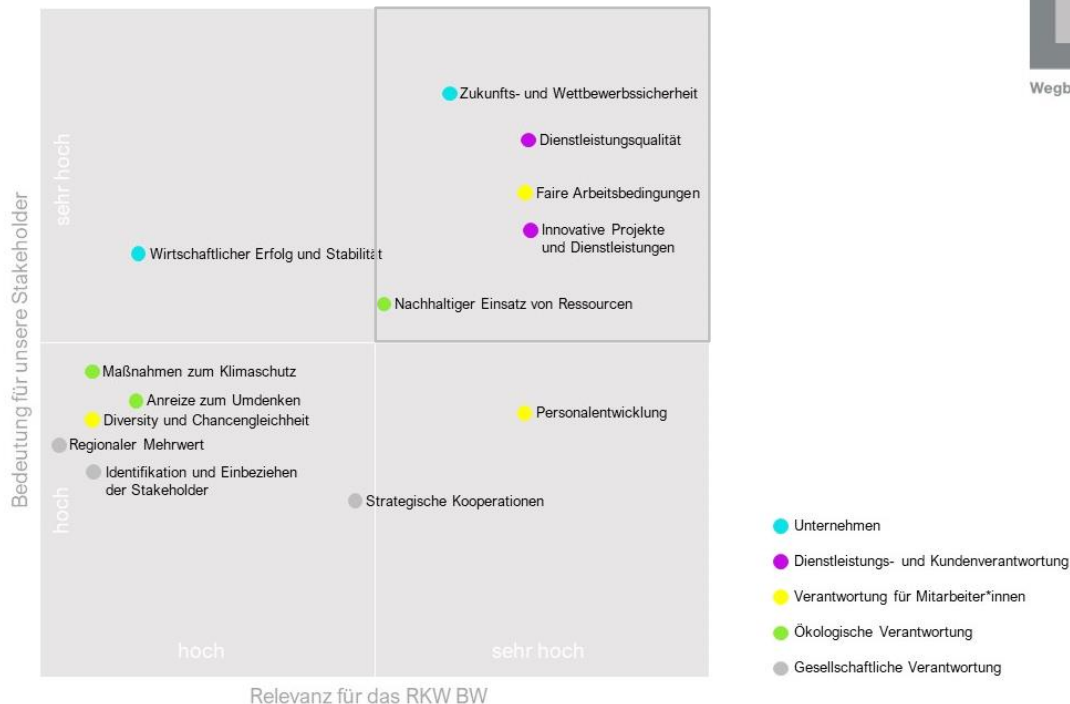 Wegb
Zukunfts- und Wettbewerbssicherheit
Dienstleistungsqualität
Faire Arbeitsbedingungen
Innovative Projekte
und Dienstleistungen
Wirtschaftlicher Erfolg und Stabilität
Nachhaltiger Einsatz von Ressourcen
sehr hoch
Bedeutung für unsere Stakeholder
Maßnahmen zum Klimaschutz
Anreize zum Umdenken
Diversity und Chancengleichheit
Personalentwicklung
Regionaler Mehrwert
Identifikation und Einbeziehen
der Stakeholder
Strategische Kooperationen
hoch
hoch
sehr hoch
Relevanz für das RKW BW
Unternehmen
Dienstleistungs- und Kundenverantwortung
Verantwortung für Mitarbeiter*innen
Ökologische Verantwortung
Gesellschaftliche Verantwortung